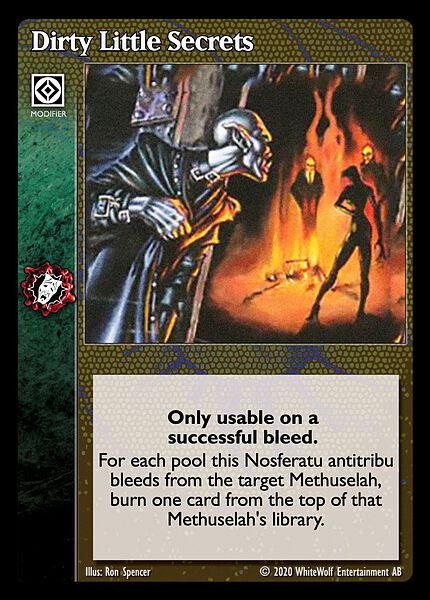 Dirty Little Secrets
MODIFIER
Only usable on a
successful bleed.
For each pool this Nosferatu antitribu
bleeds from the target Methuselah,
burn one card from the top of that
Methuselah's library.
Illus: Ron Spencer
© 2020 WhiteWolf Entertainment AB